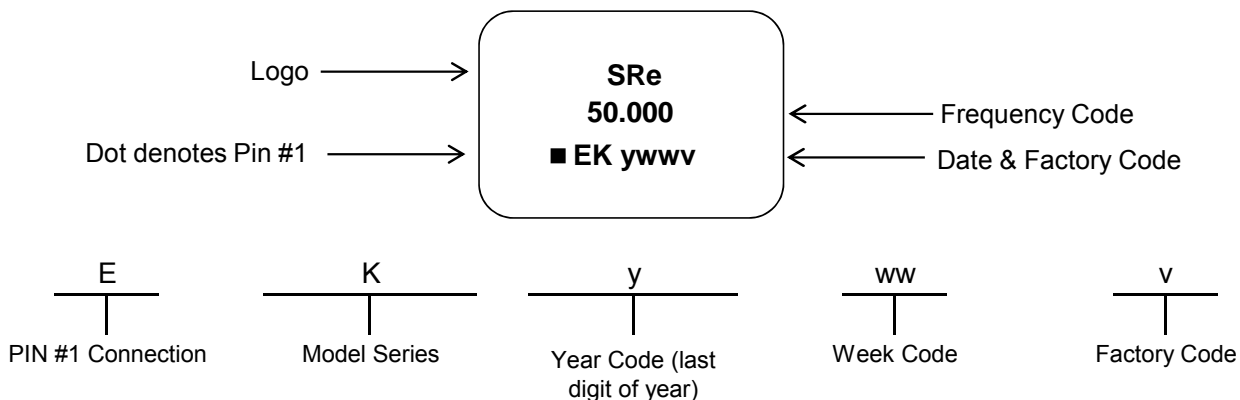 Logo
SRe
50.000
Frequency Code
Dot denotes Pin #1
■ EK ywwv
Date & Factory Code
E
K
y
ww
v
PIN #1 Connection
Model Series
Year Code (last
digit of year)
Week Code
Factory Code